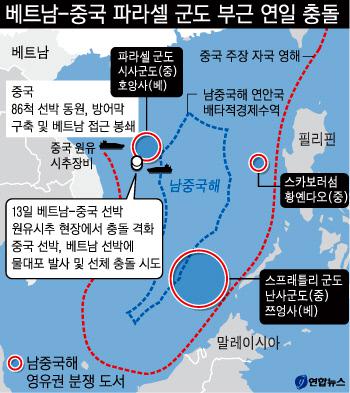 베트남-중국 파라셀 군도 부근 연일 충돌
베트남
중국
파라셀 군도
시사군도(중)
호앙사(베)
중국 주장 자국 영해
중국
86척 선박 동원, 방어막
구축 및 베트남 접근 봉쇄
남중국해 연안국
배타적경제수역
중국 원유
시추장비
필리핀
남중국해
스카보러섬
황옌다오(중)
13일 베트남-중국 선박
원유시추 현장에서 충돌 격화
중국 선박, 베트남 선박에
물대포 발사 및 선체 충돌 시도
스프래틀리 군도
난사군도(중)
쯔엉사(베)
말레이시아
남중국해
영유권 분쟁 도서
연합뉴스